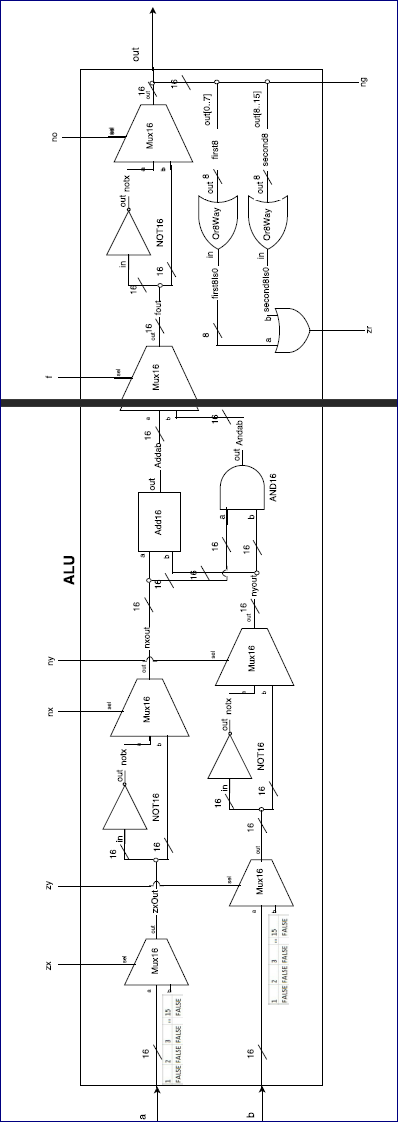 zx
zy
nx
ny
f
no
ALU
a
16
a
b
1 2 3 .. 15
FALSE FALSE FALSE FALSE
Mux16
sel
out
zxOut
16
in
NOT16
out
notx
16
a
b
Mux16
sel
out
nxout
16
b
16
a
b
1 2 3 .. 15
FALSE FALSE FALSE FALSE
Mux16
sel
out
16
16
in
NOT16
out
notx
16
a
b
Mux16
sel
out
16
nyout
16
16
a
b
Add16
out
Addab
16
16
16
a
b
AND16
out
Andab
16
a
b
Mux16
sel
out
16
fout
16
in
NOT16
out
notx
16
a
b
Mux16
sel
out
16
out
16
ng
out[0..7]
first8
8
out
Or8Way
in
first8Is0
8
out[8..15]
second8
8
out
Or8Way
in
second8Is0
a
b
zr